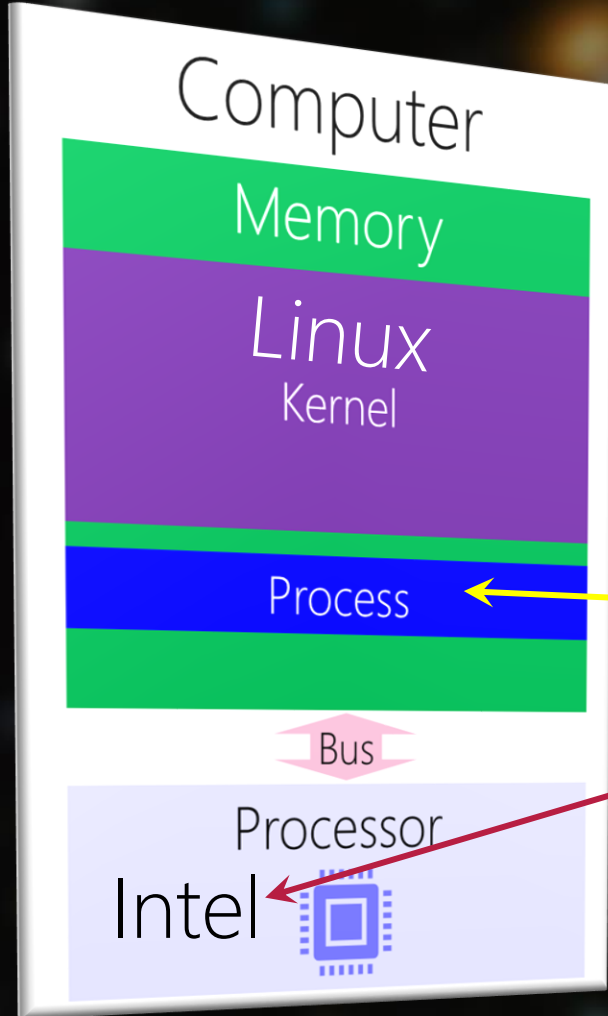 Computer
Memory
Linux
Kernel
Process
Bus
Processor
Intel